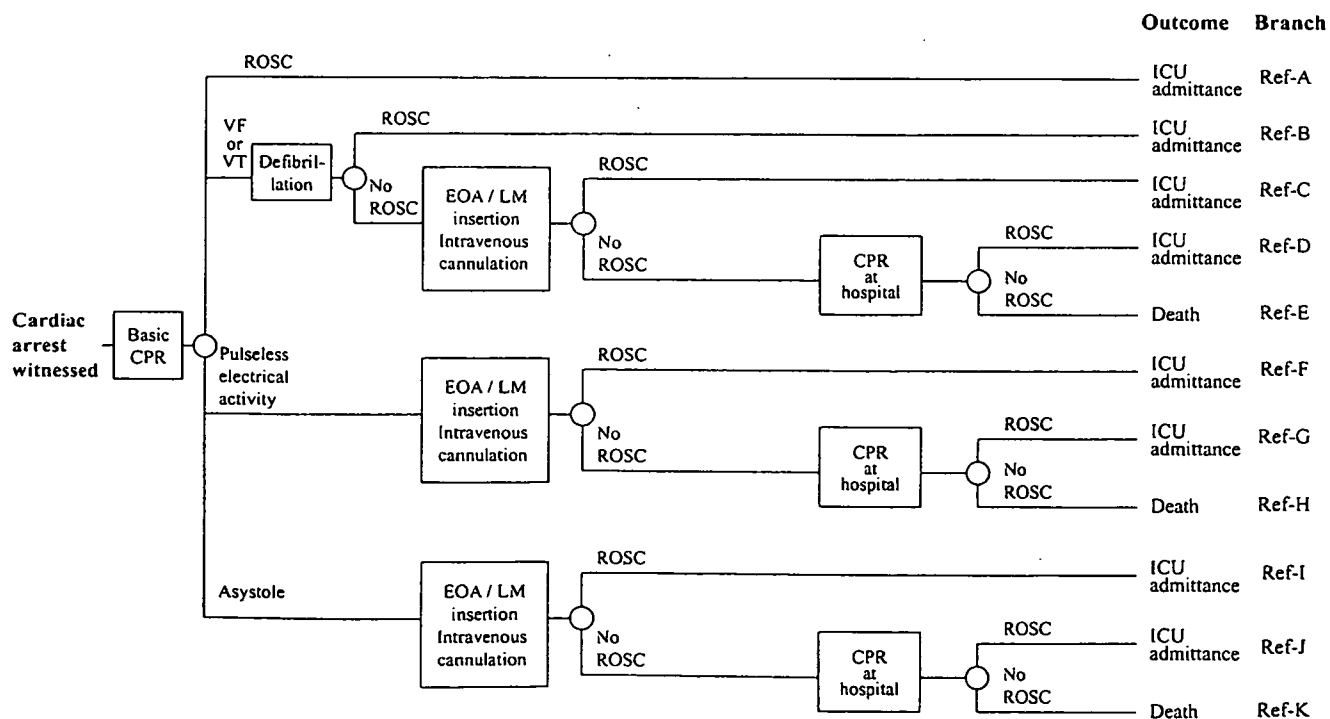 Outcome Branch
ROSC
ICU
admittance
Ref-A
VF
or
VT
Defibril-
lation
ROSC
ICU
admittance
Ref-B
No
ROSC
EOA / LM
insertion
Intravenous
cannulation
ROSC
ICU
admittance
Ref-C
No
ROSC
CPR
at
hospital
ROSC
ICU
admittance
Ref-D
No
ROSC
Death
Ref-E
Cardiac
arrest
witnessed
Basic
CPR
Pulseless
electrical
activity
EOA / LM
insertion
Intravenous
cannulation
ROSC
ICU
admittance
Ref-F
No
ROSC
CPR
at
hospital
ROSC
ICU
admittance
Ref-G
No
ROSC
Death
Ref-H
Asystole
EOA / LM
insertion
Intravenous
cannulation
ROSC
ICU
admittance
Ref-I
No
ROSC
CPR
at
hospital
ROSC
ICU
admittance
Ref-J
No
ROSC
Death
Ref-K